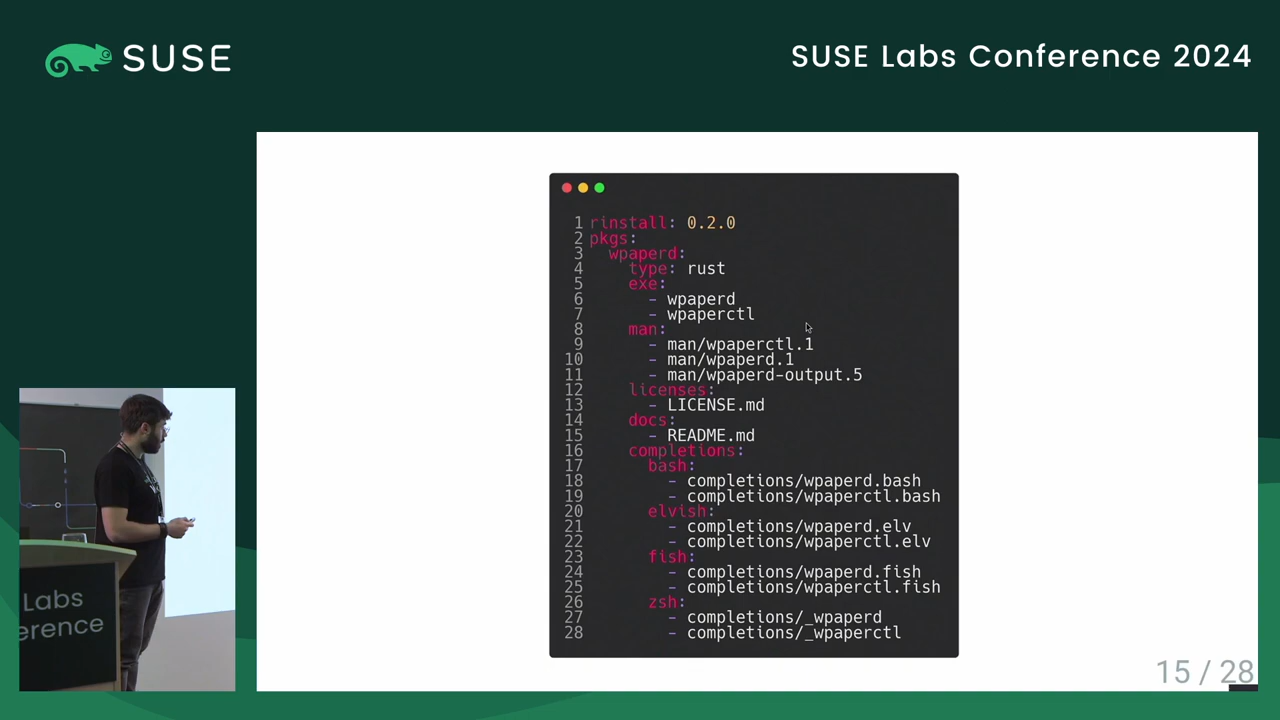 SUSE
SUSE Labs Conference 2024
1 rinstall: 0.2.0
2 pkgs:
3 wpaperd:
4 type: rust
5 exe:
6 - wpaperd
7 - wpaperctl
8 man:
9 - man/wpaperctl.1
10 - man/wpaperd.1
11 - man/wpaperd-output.5
12 licenses:
13 - LICENSE.md
14 docs:
15 - README.md
16 completions:
17 bash:
18 - completions/wpaperd.bash
19 - completions/wpaperctl.bash
20 elvish:
21 - completions/wpaperd.elv
22 - completions/wpaperctl.elv
23 fish:
24 - completions/wpaperd.fish
25 - completions/wpaperctl.fish
26 zsh:
27 - completions/_wpaperd
28 - completions/_wpaperctl
Labs
erence
15 / 28